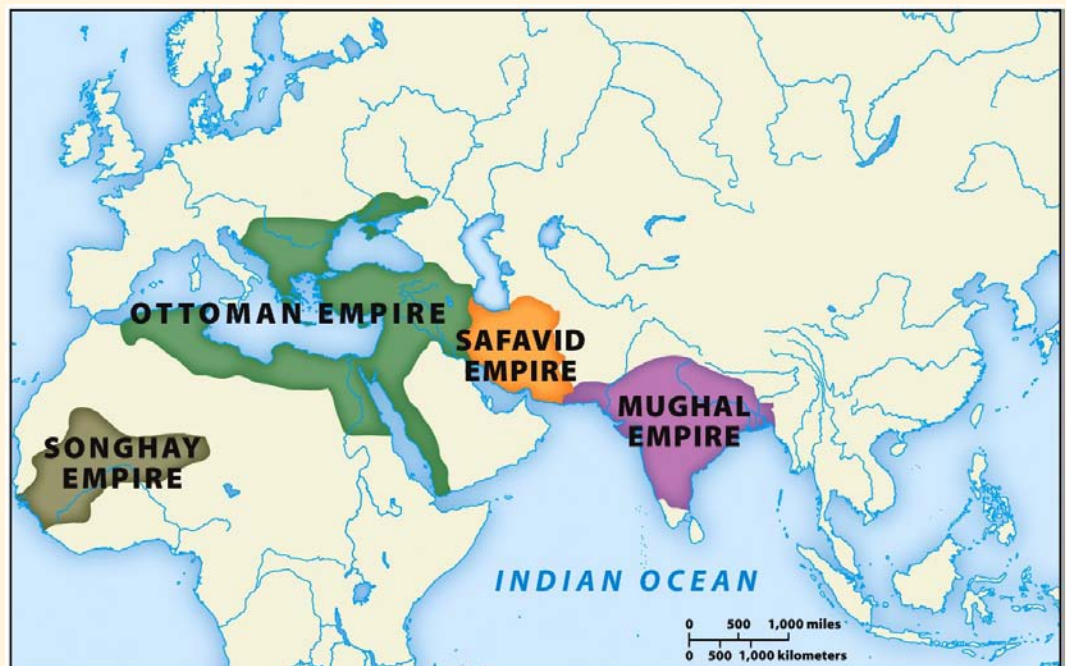 OTTOMAN EMPIRE
SAFAVID
EMPIRE
MUGHAL
EMPIRE
SONGHAY
EMPIRE
INDIAN OCEAN
0 500 1,000 miles
0 500 1,000 kilometers